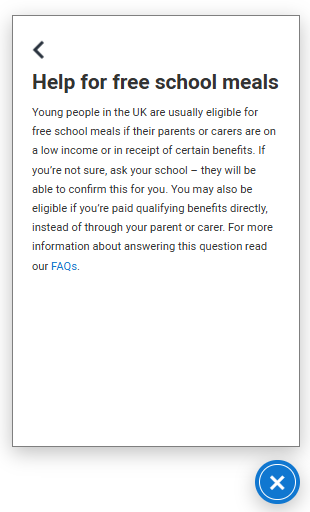 Help for free school meals
Young people in the UK are usually eligible for
free school meals if their parents or carers are on
a low income or in receipt of certain benefits. If
you’re not sure, ask your school – they will be
able to confirm this for you. You may also be
eligible if you’re paid qualifying benefits directly,
instead of through your parent or carer. For more
information about answering this question read
our FAQs.